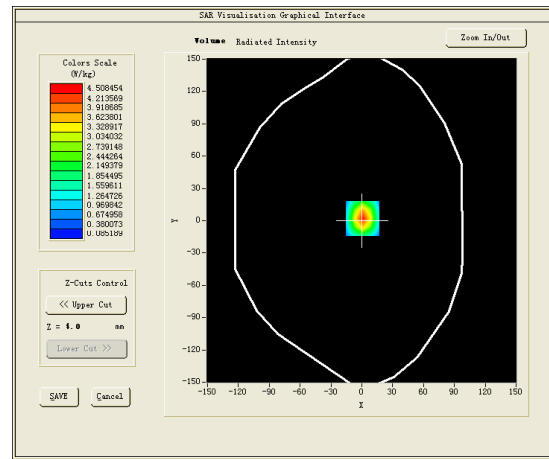 SAR Visualisation Graphical Interface
Volume Radiated Intensity
Zoom In/Out
Colors Scale
(W/kg)
4.508454
4.213569
3.918685
3.623801
3.328917
3.034032
2.739148
2.444264
2.149379
1.854495
1.559611
1.264726
0.969842
0.674958
0.380073
0.085189
Z-Cuts Control
<< Upper Cut
Z = 4.0 mm
Lower Cut >>
SAVE
Cancel
Y
150
120
90
60
30
0
-30
-60
-90
-120
-150
-150 -120 -90 -60 -30 0 30 60 90 120 150
X